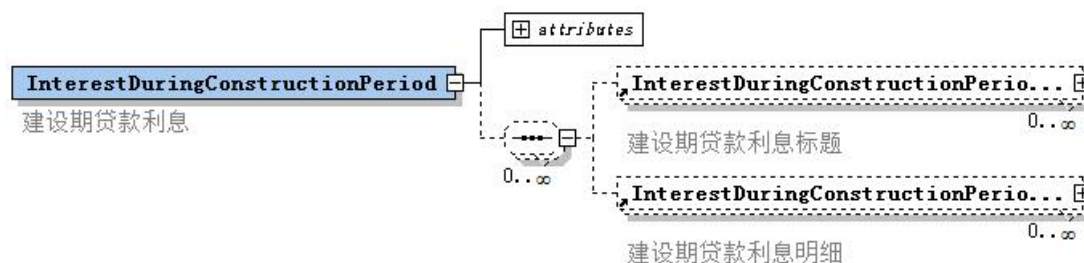 attributes
InterestDuringConstructionPeriod
建设期贷款利息
0..∞
InterestDuringConstructionPerio...
0..∞
建设期贷款利息标题
InterestDuringConstructionPerio...
0..∞
建设期贷款利息明细